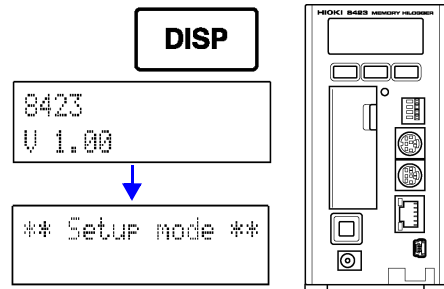 DISP
8423
V 1.00
** Setup mode **
HIOKI 8423 MEMORY HiLOGGER